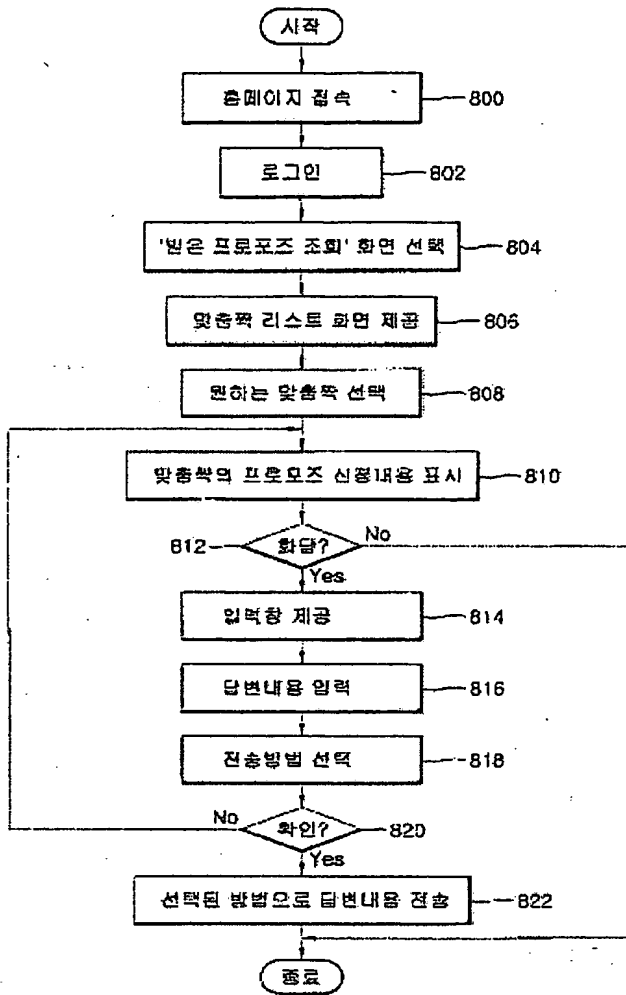 시작
홈페이지 접속
800
로그인
802
'받은 프로포즈 조회' 화면 선택
804
맞춤짝 리스트 화면 제공
806
원하는 맞춤짝 선택
808
맞춤짝의 프로포즈 신청내용 표시
810
812
화답?
No
Yes
입력창 제공
814
답변내용 입력
816
전송방법 선택
818
No
확인?
820
Yes
선택된 방법으로 답변내용 전송
822
종료